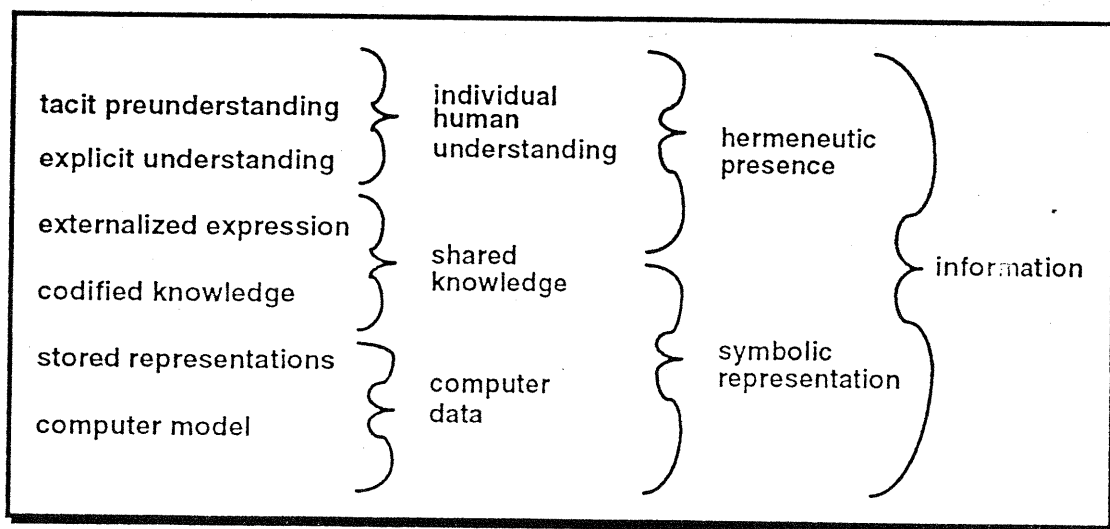 tacit preunderstanding
explicit understanding
externalized expression
codified knowledge
stored representations
computer model
individual
human
understanding
shared
knowledge
computer
data
hermeneutic
presence
symbolic
representation
information